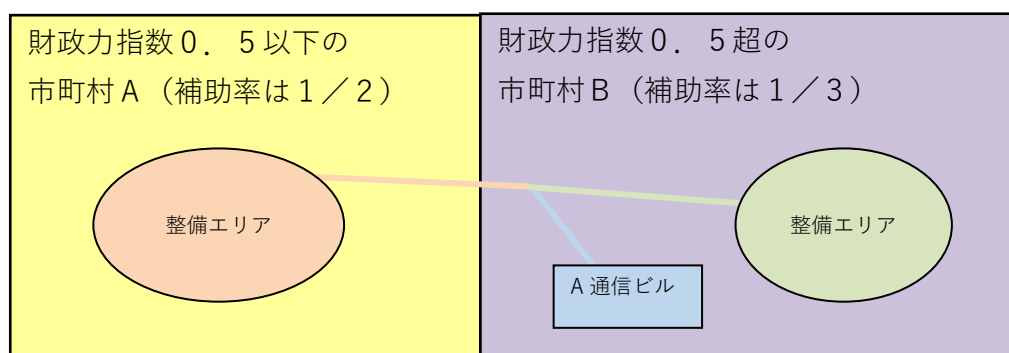 財政力指数０．５以下の
市町村Ａ（補助率は１／２）
財政力指数０．５超の
市町村Ｂ（補助率は１／３）
整備エリア
整備エリア
A 通信ビル